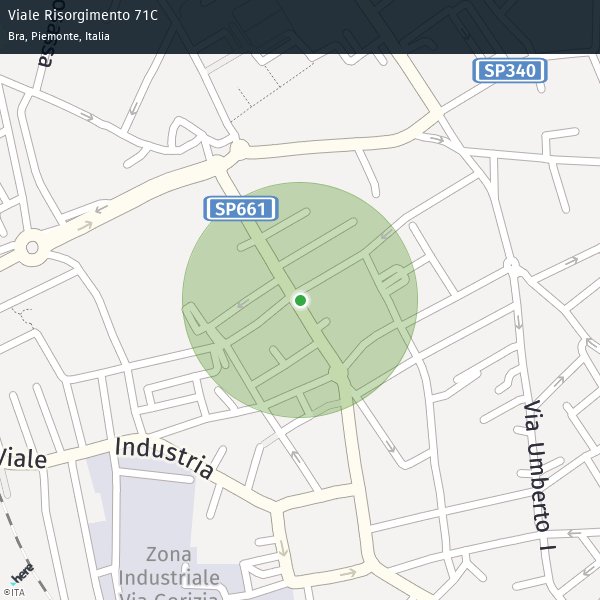 Viale Risorgimento 71C
Bra, Piemonte, Italia
SP340
SP661
Viale
Industria
Via Umberto I
Zona
Industriale
Via Gorizia
here
©ITA